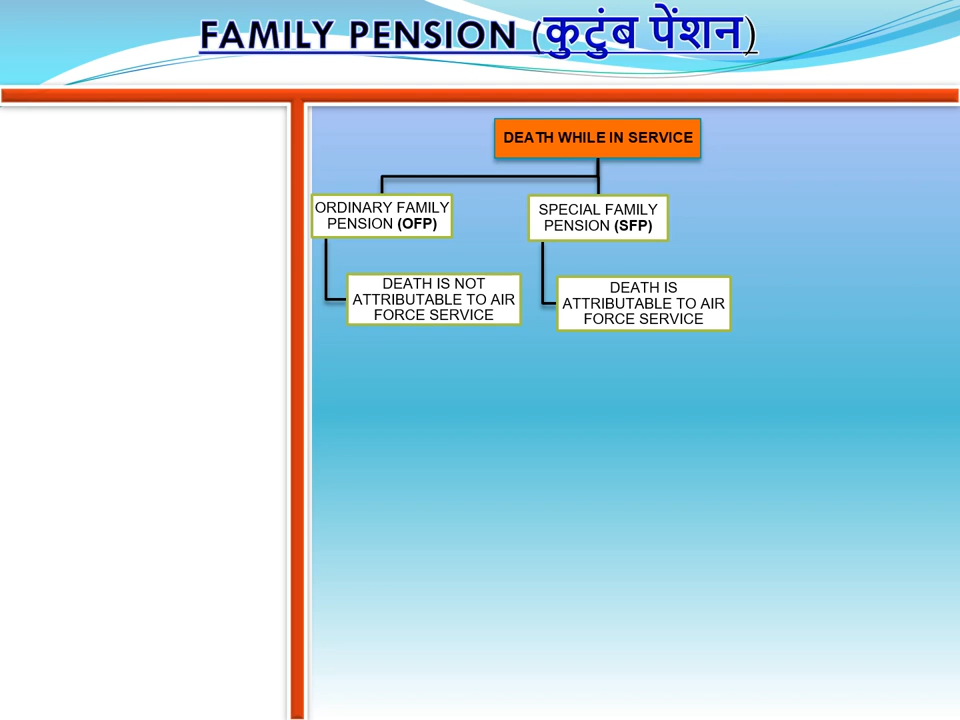 FAMILY PENSION (कुटुंब पेंशन)
DEATH WHILE IN SERVICE
ORDINARY FAMILY
PENSION (OFP)
SPECIAL FAMILY
PENSION (SFP)
DEATH IS NOT
ATTRIBUTABLE TO AIR
FORCE SERVICE
DEATH IS
ATTRIBUTABLE TO AIR
FORCE SERVICE